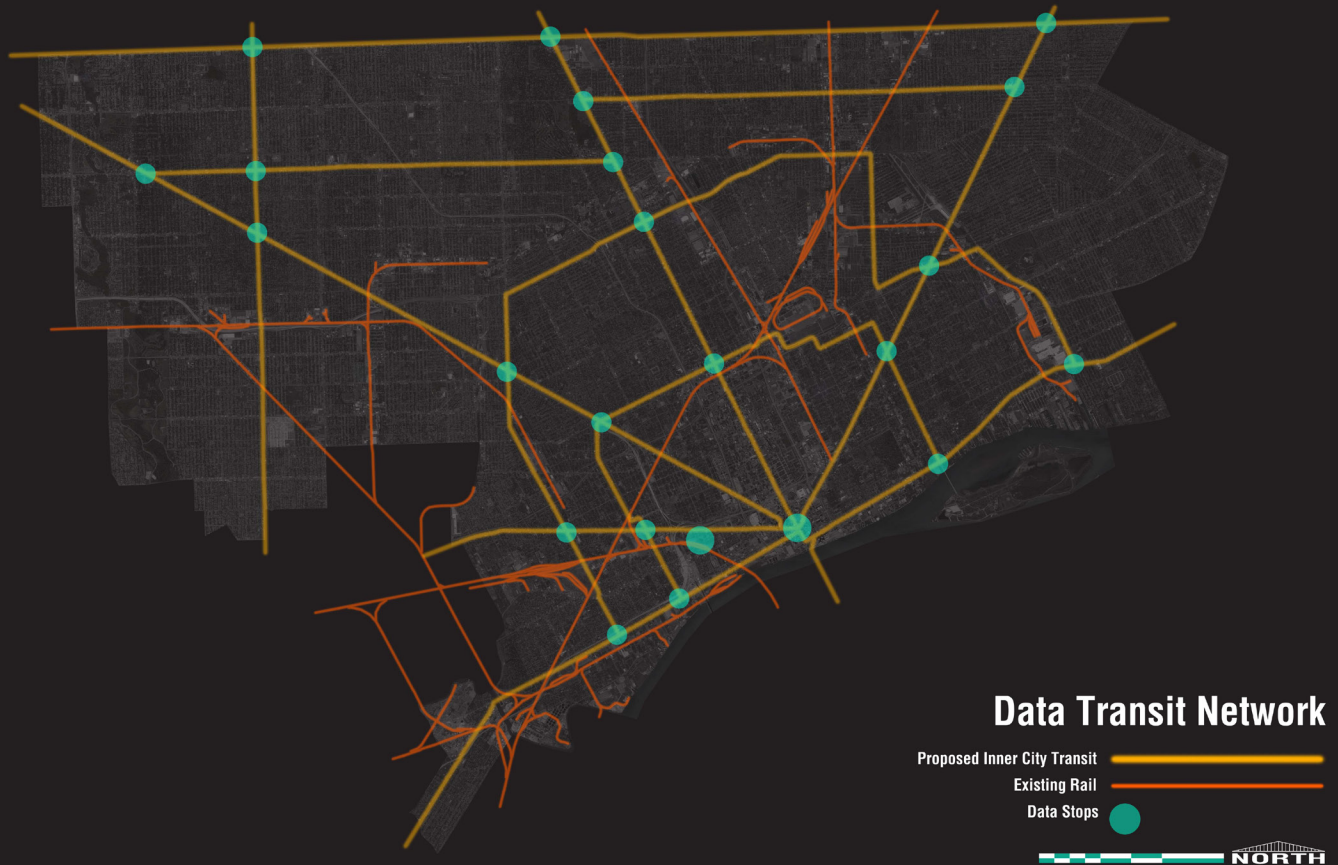 Data Transit Network
Proposed Inner City Transit
Existing Rail
Data Stops
NORTH